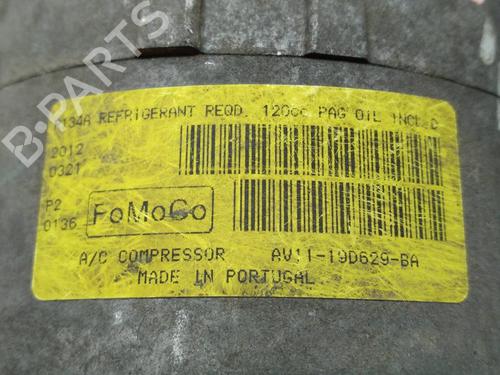 B-PARTS
R134A REFRIGERANT REQD. 120cc PAG OIL INCL'D
2012
0321
P2
0136
FoMoCo
A/C COMPRESSOR AV11-19D629-BA
MADE IN PORTUGAL